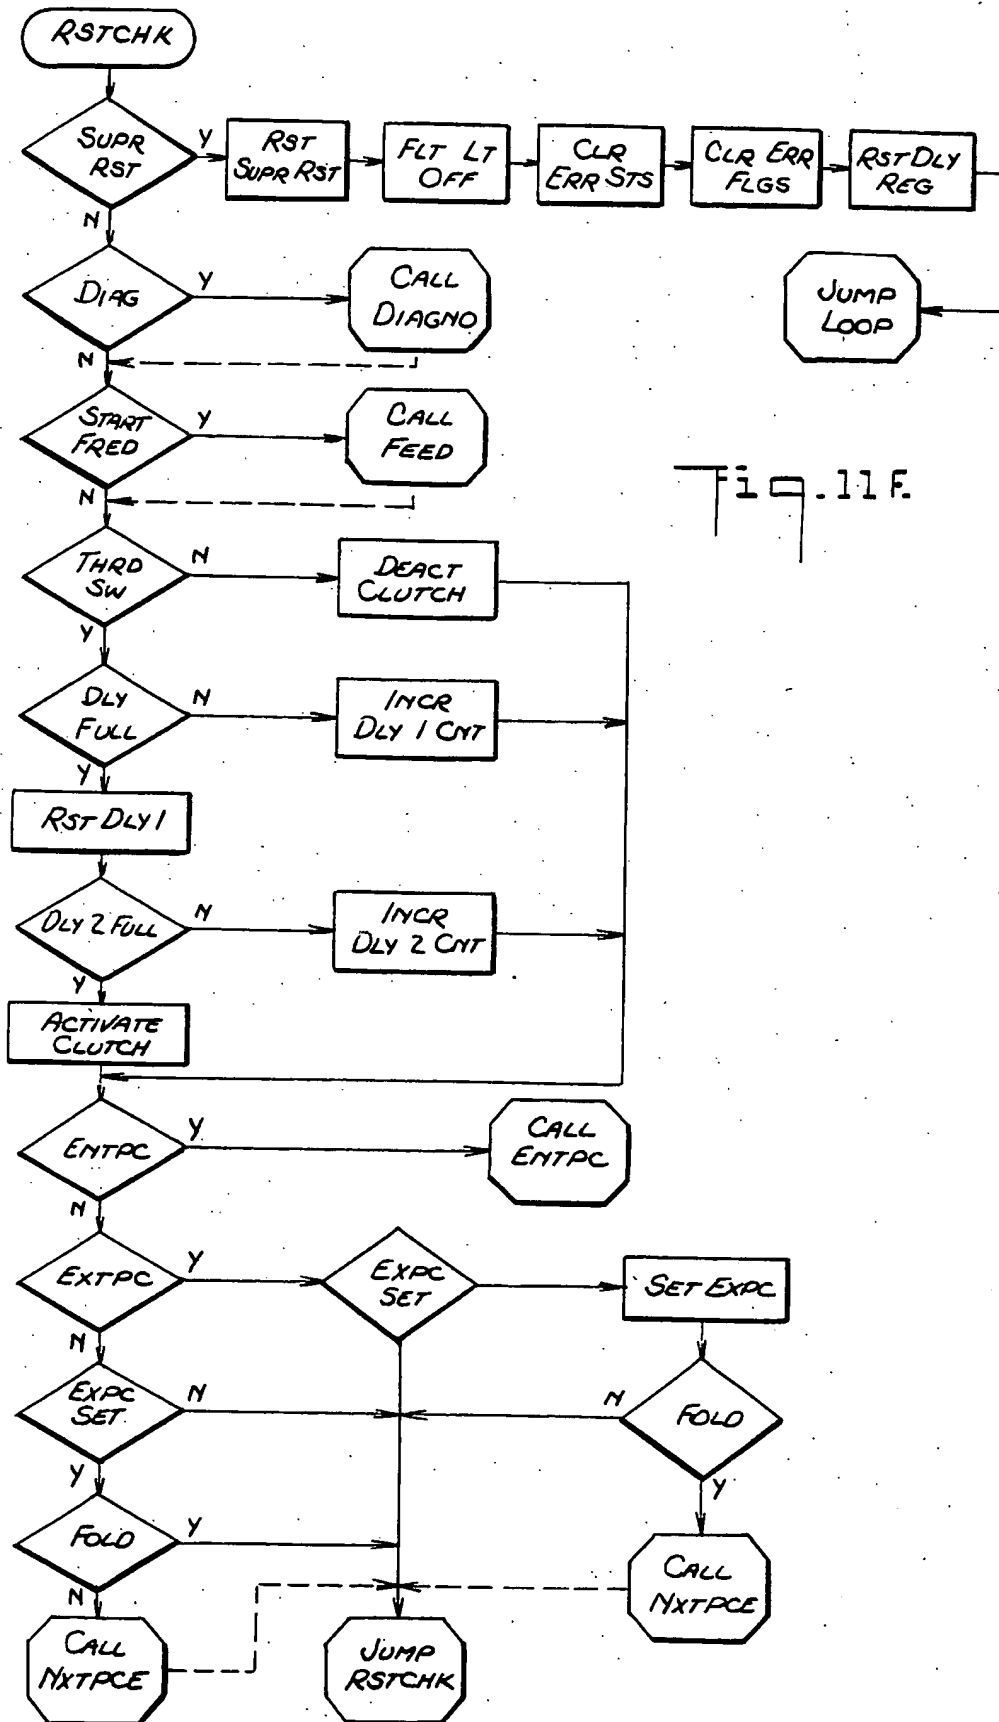 RSTCHK
SUPR
RST
Y
RST
SUPR RST
FLT LT
OFF
CLR
ERR STS
CLR ERR
FLGS
RST DLY
REG
N
DIAG
Y
CALL
DIAGNO
JUMP
LOOP
N
START
FRED
Y
CALL
FEED
Fig. 11F.
N
THRD
SW
N
DEACT
CLUTCH
Y
DLY
FULL
N
INCR
DLY 1 CNT
Y
RST DLY 1
DLY 2 FULL
N
INCR
DLY 2 CNT
Y
ACTIVATE
CLUTCH
ENTPC
Y
CALL
ENTPC
N
EXTPC
Y
EXPC
SET
SET EXPC
N
EXPC
SET
N
N
FOLD
Y
Y
FOLD
Y
CALL
NXTPCE
N
CALL
NXTPCE
JUMP
RSTCHK